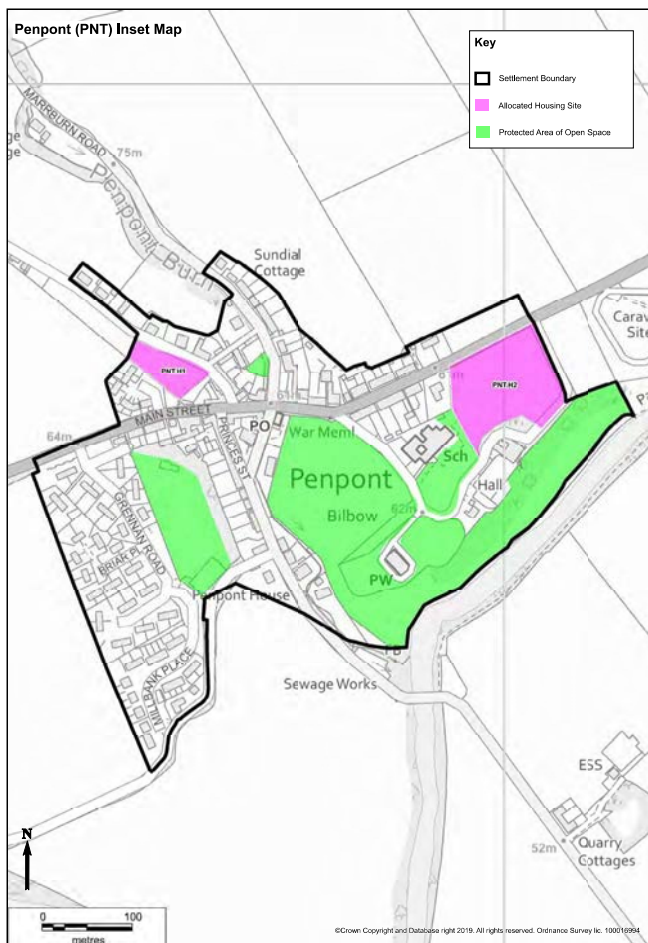 Penpont (PNT) Inset Map
Key
Settlement Boundary
Allocated Housing Site
Protected Area of Open Space
MARRBURN ROAD
75m
Penpont Burn
Sundial
Cottage
Carav
Site
PNT.H1
PNT.H2
MAIN STREET
64m
61m
PO
War Meml
PRINCES ST
Sch
Penpont
Hall
Bilbow
62m
GRENNAN ROAD
BRIAR Pl
PW
Penpont House
MILLBANK PLACE
Sewage Works
ESS
Quarry
Cottages
52m
N
0 100
metres
©Crown Copyright and Database right 2019. All rights reserved. Ordnance Survey lic. 100016994